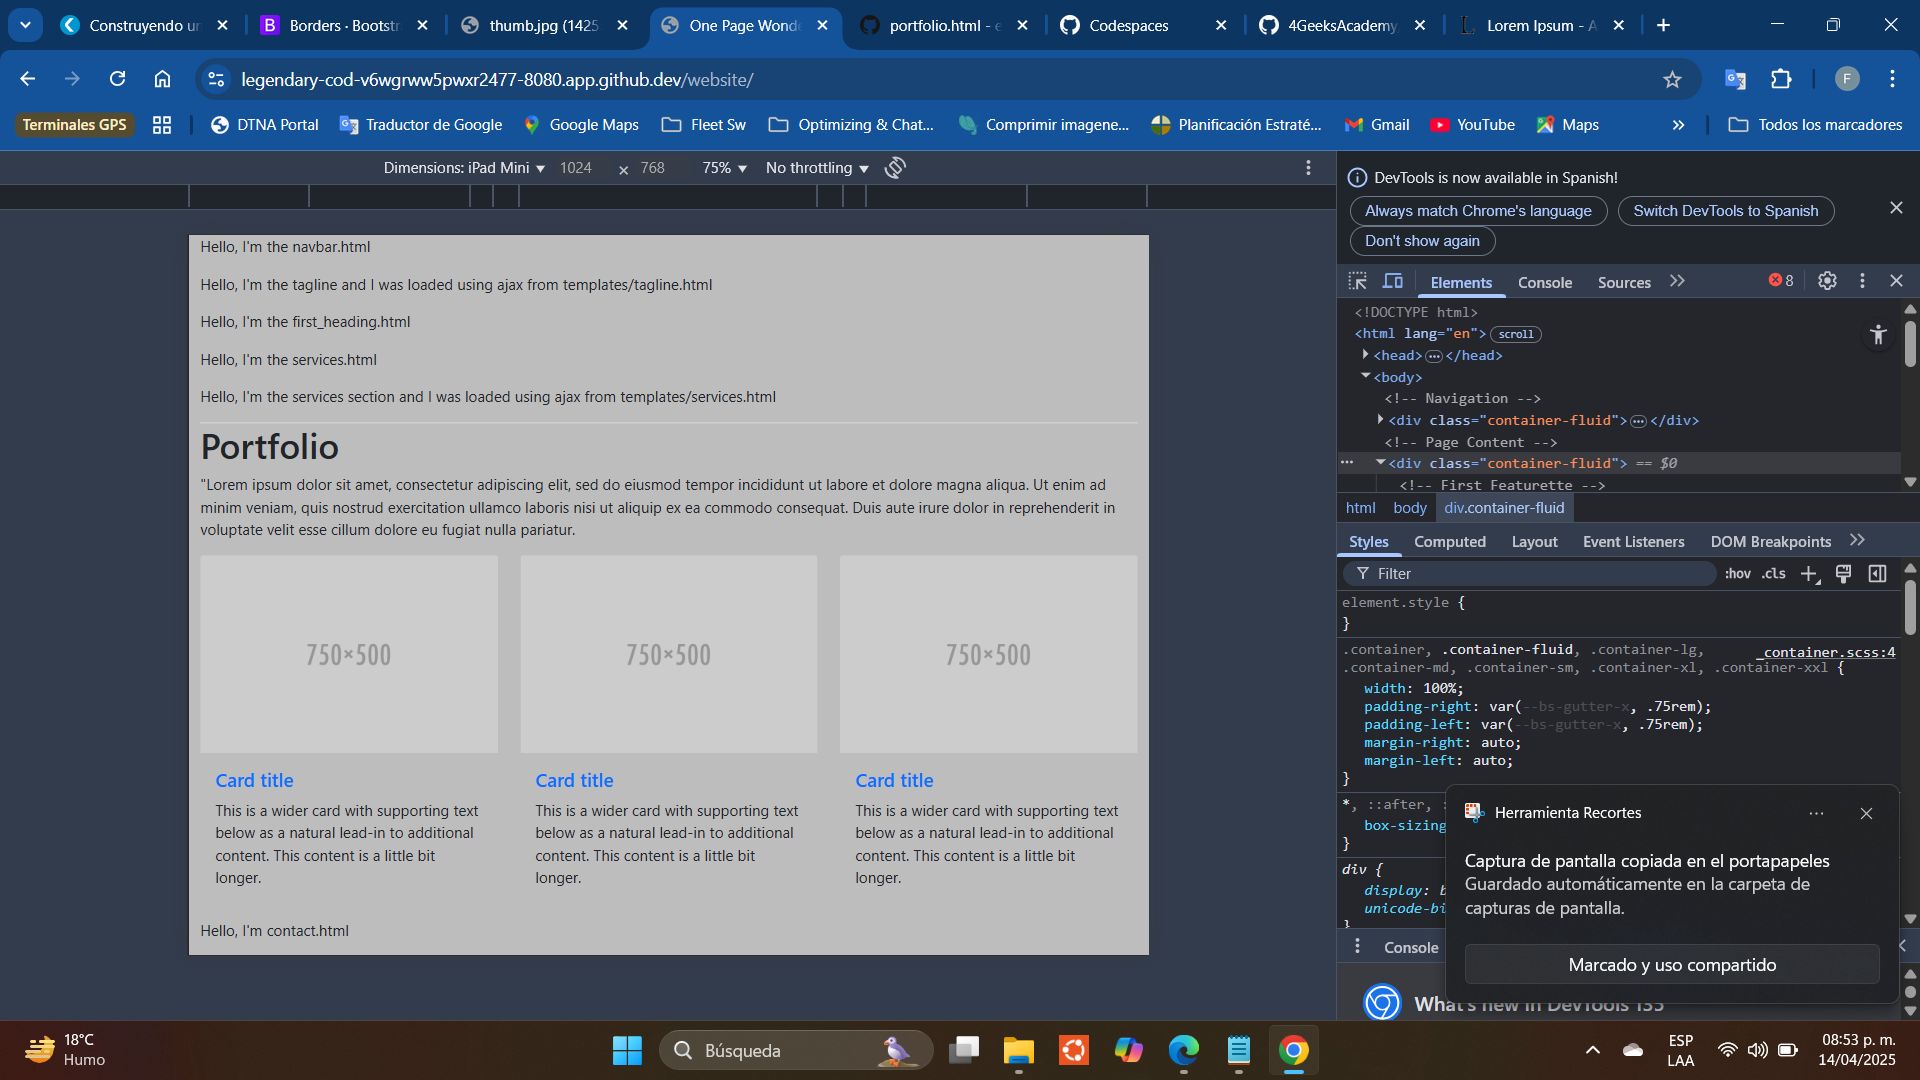 Construyendo un
Borders · Bootstr
thumb.jpg (1425
One Page Wonde
portfolio.html - e
Codespaces
4GeeksAcademy
Lorem Ipsum - A
legendary-cod-v6wgrww5pwxr2477-8080.app.github.dev/website/
F
Terminales GPS
DTNA Portal
Traductor de Google
Google Maps
Fleet Sw
Optimizing & Chat...
Comprimir imagene...
Planificación Estraté...
Gmail
YouTube
Maps
Todos los marcadores
Dimensions: iPad Mini
1024
×
768
75%
No throttling
Hello, I'm the navbar.html
Hello, I'm the tagline and I was loaded using ajax from templates/tagline.html
Hello, I'm the first_heading.html
Hello, I'm the services.html
Hello, I'm the services section and I was loaded using ajax from templates/services.html
Portfolio
"Lorem ipsum dolor sit amet, consectetur adipiscing elit, sed do eiusmod tempor incididunt ut labore et dolore magna aliqua. Ut enim ad
minim veniam, quis nostrud exercitation ullamco laboris nisi ut aliquip ex ea commodo consequat. Duis aute irure dolor in reprehenderit in
voluptate velit esse cillum dolore eu fugiat nulla pariatur.
750×500
750×500
750×500
Card title
This is a wider card with supporting text
below as a natural lead-in to additional
content. This content is a little bit
longer.
Card title
This is a wider card with supporting text
below as a natural lead-in to additional
content. This content is a little bit
longer.
Card title
This is a wider card with supporting text
below as a natural lead-in to additional
content. This content is a little bit
longer.
Hello, I'm contact.html
DevTools is now available in Spanish!
Always match Chrome's language
Switch DevTools to Spanish
Don't show again
Elements
Console
Sources
8
<!DOCTYPE html>
<html lang="en"> scroll
<head>…</head>
<body>
<!-- Navigation -->
<div class="container-fluid">…</div>
<!-- Page Content -->
<div class="container-fluid"> == $0
<!-- First Featurette -->
html
body
div.container-fluid
Styles
Computed
Layout
Event Listeners
DOM Breakpoints
Filter
:hov
.cls
element.style {
}
.container, .container-fluid, .container-lg,
_container.scss:4
.container-md, .container-sm, .container-xl, .container-xxl {
width: 100%;
padding-right: var(--bs-gutter-x, .75rem);
padding-left: var(--bs-gutter-x, .75rem);
margin-right: auto;
margin-left: auto;
}
*, ::after, :
box-sizing
}
div {
display: b
unicode-bi
}
Console
What's new in DevTools 135
Herramienta Recortes
Captura de pantalla copiada en el portapapeles
Guardado automáticamente en la carpeta de
capturas de pantalla.
Marcado y uso compartido
18°C
Humo
Búsqueda
ESP
LAA
08:53 p. m.
14/04/2025